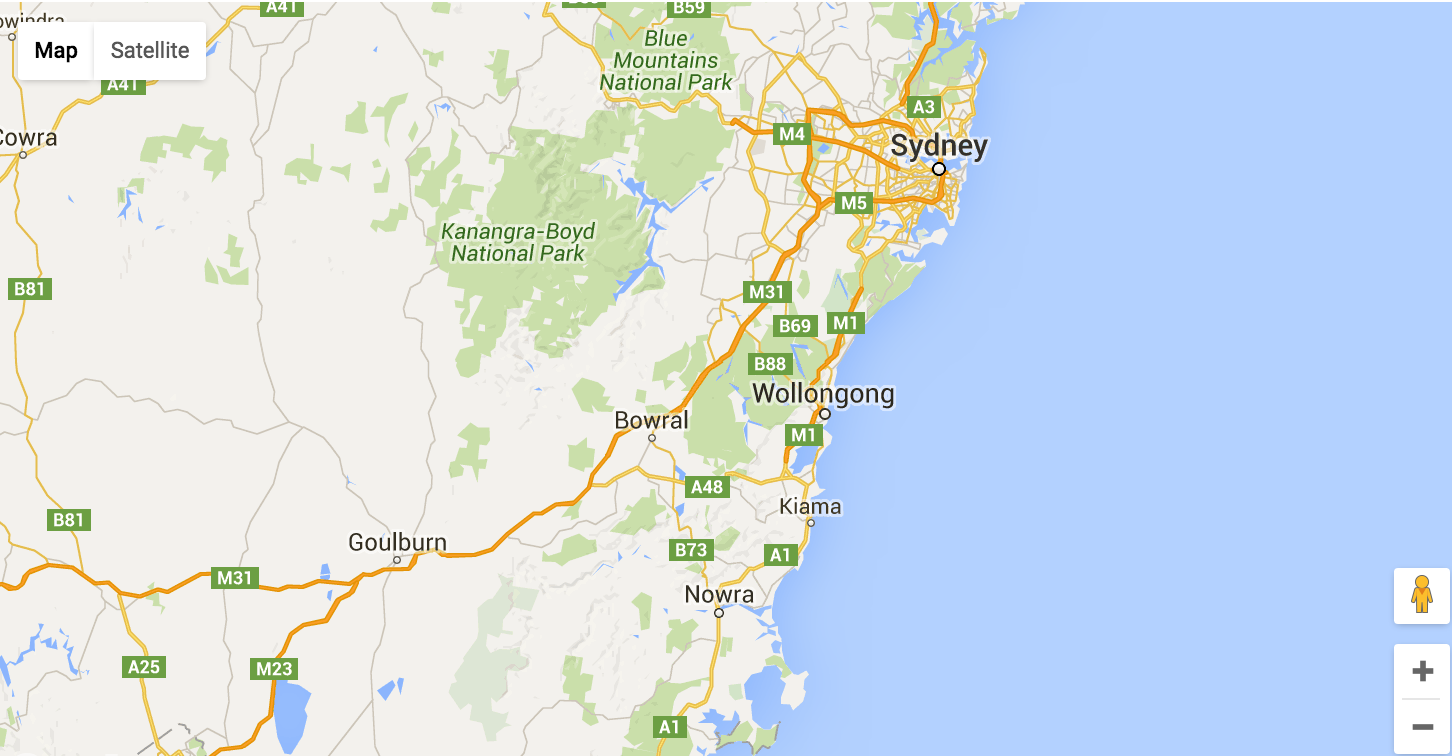 A41
B59
Map
Satellite
Blue
Mountains
National Park
A41
A3
M4
Cowra
Sydney
M5
Kanangra-Boyd
National Park
B81
M31
B69
M1
B88
Wollongong
Bowral
M1
A48
Kiama
B81
Goulburn
B73
A1
M31
Nowra
A25
M23
A1